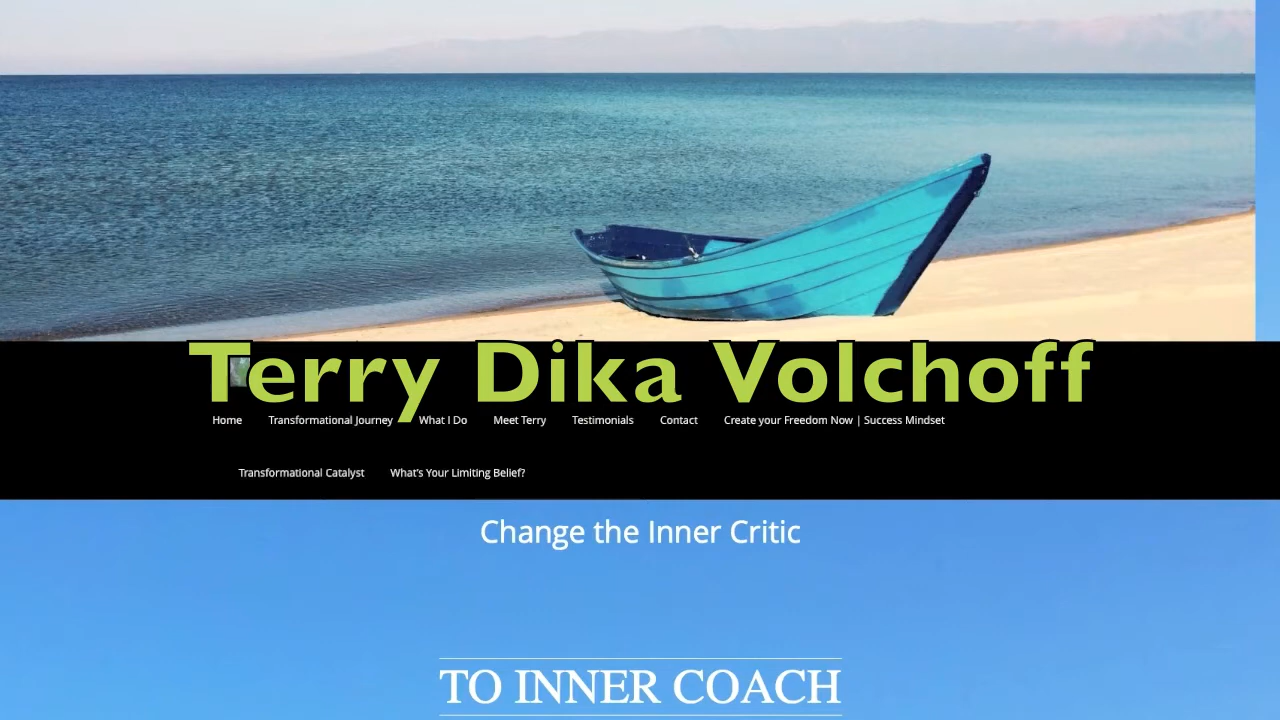 Terry Dika Volchoff
Home Transformational Journey What I Do Meet Terry Testimonials Contact Create your Freedom Now | Success Mindset
Transformational Catalyst What's Your Limiting Belief?
Change the Inner Critic
TO INNER COACH